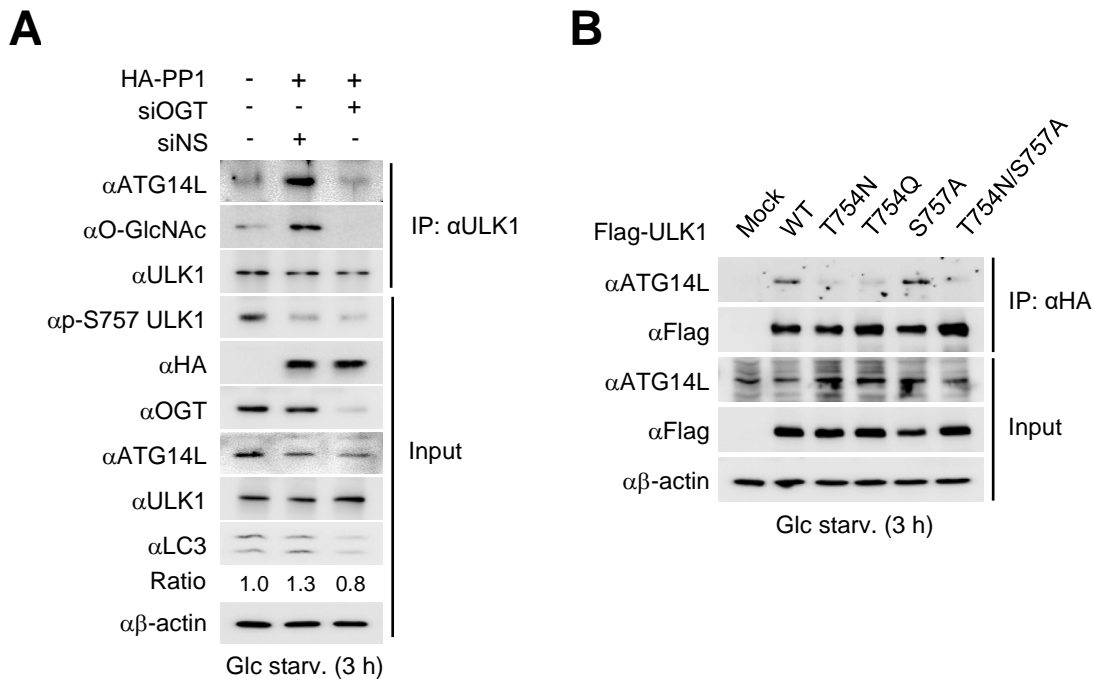 A
HA-PP1 - + +
siOGT - - +
siNS - + -
αATG14L
αO-GlcNAc
αULK1
IP: αULK1
αp-S757 ULK1
αHA
αOGT
αATG14L
αULK1
αLC3
Ratio 1.0 1.3 0.8
αβ-actin
Input
Glc starv. (3 h)
B
Flag-ULK1 Mock WT T754N T754Q S757A T754N/S757A
αATG14L
αFlag
IP: αHA
αATG14L
αFlag
αβ-actin
Input
Glc starv. (3 h)